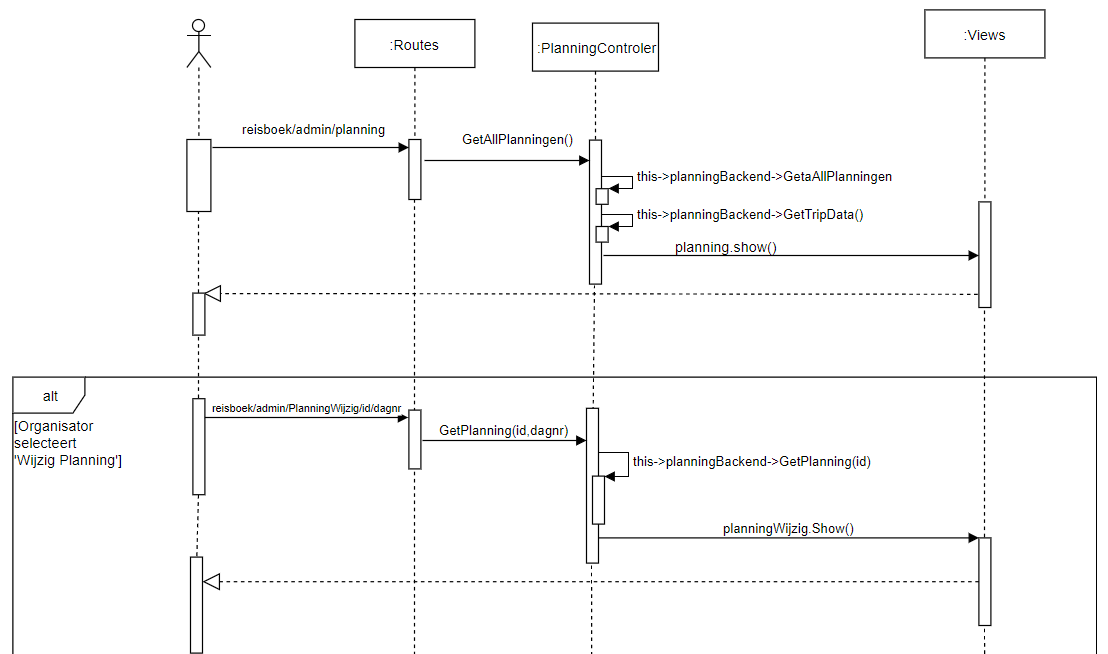 :Routes
:PlanningControler
:Views
reisboek/admin/planning
GetAllPlanningen()
this->planningBackend->GetaAllPlanningen
this->planningBackend->GetTripData()
planning.show()
alt
[Organisator
selecteert
'Wijzig Planning']
reisboek/admin/PlanningWijzig/id/dagnr
GetPlanning(id,dagnr)
this->planningBackend->GetPlanning(id)
planningWijzig.Show()